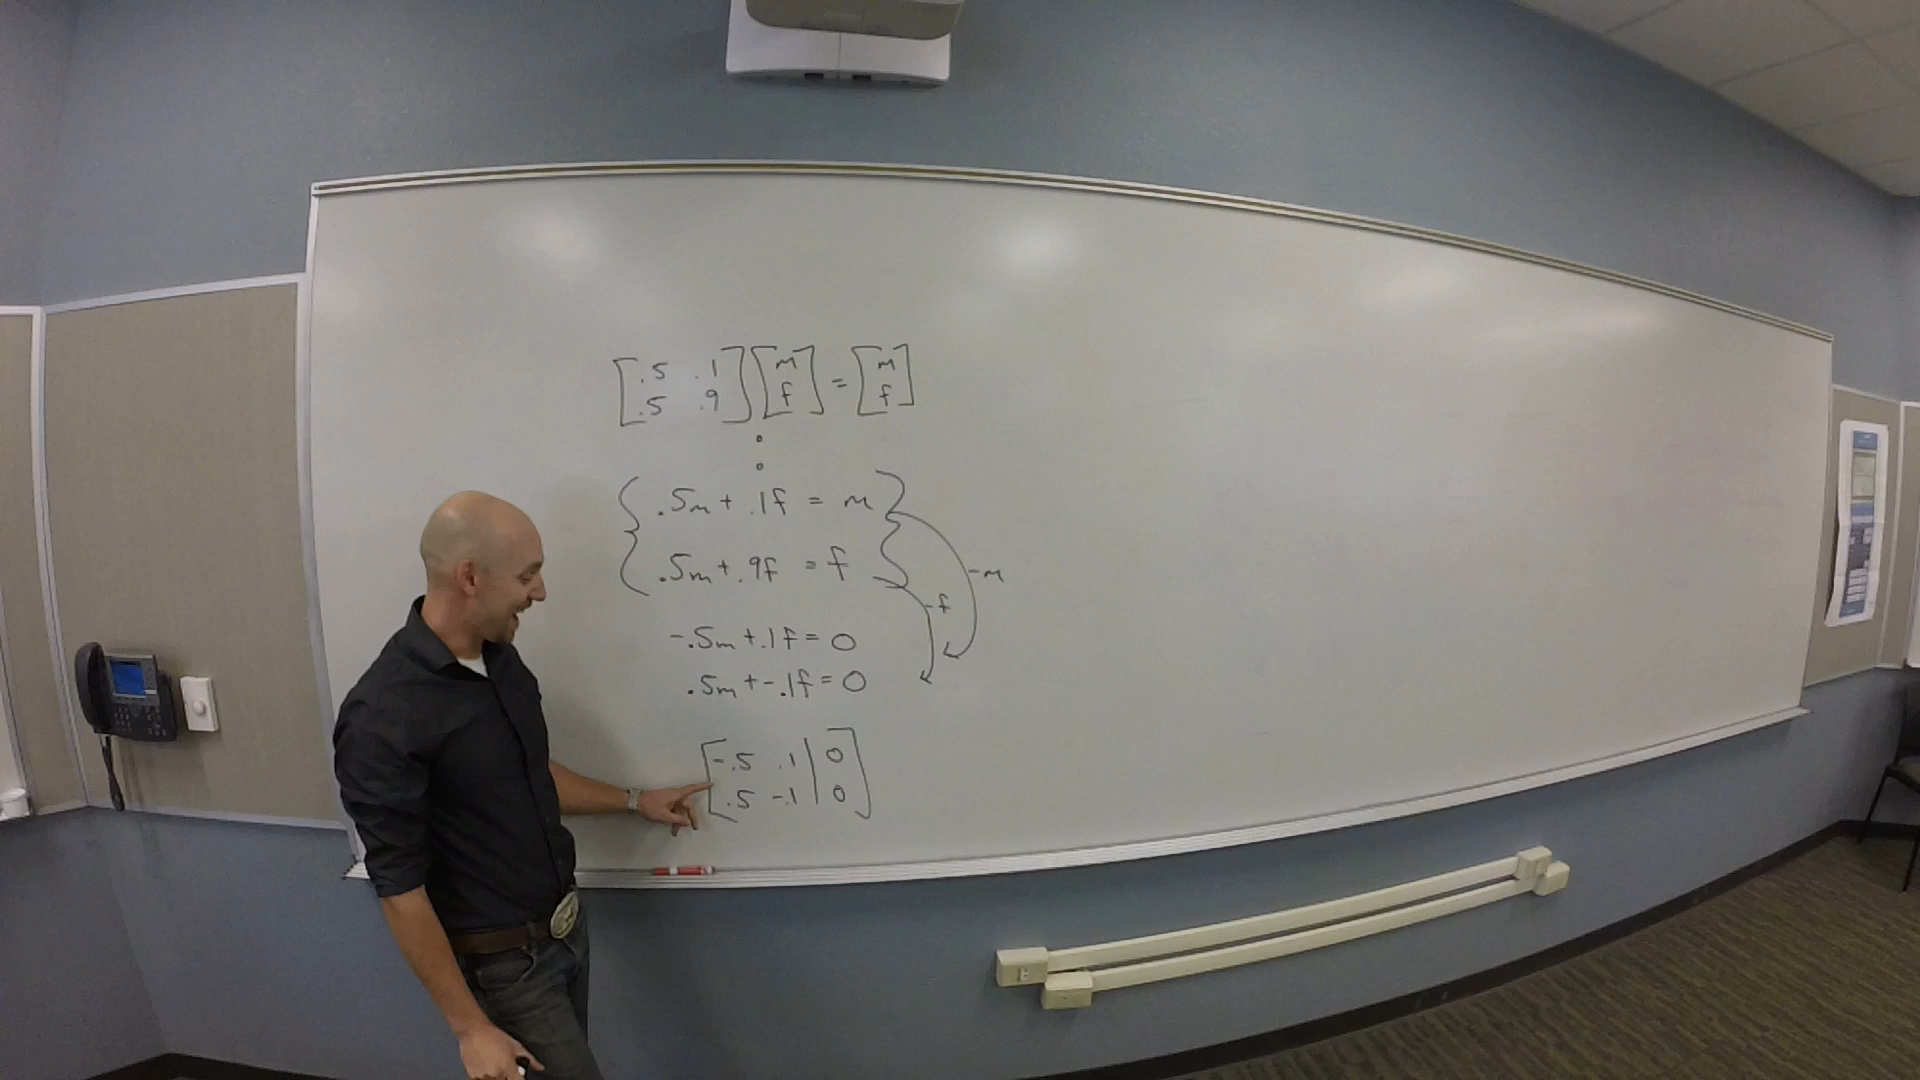 [.5 .1] [m] = [m]
[.5 .9] [f] [f]
{ .5m + .1f = m }
{ .5m + .9f = f }
-m
-f
-.5m + .1f = 0
.5m + -.1f = 0
[-.5 .1 | 0]
[.5 -.1 | 0]